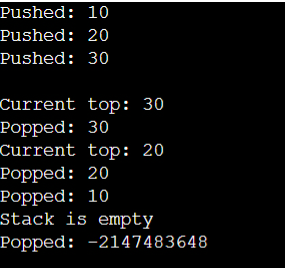 Pushed: 10
Pushed: 20
Pushed: 30
Current top: 30
Popped: 30
Current top: 20
Popped: 20
Popped: 10
Stack is empty
Popped: -2147483648